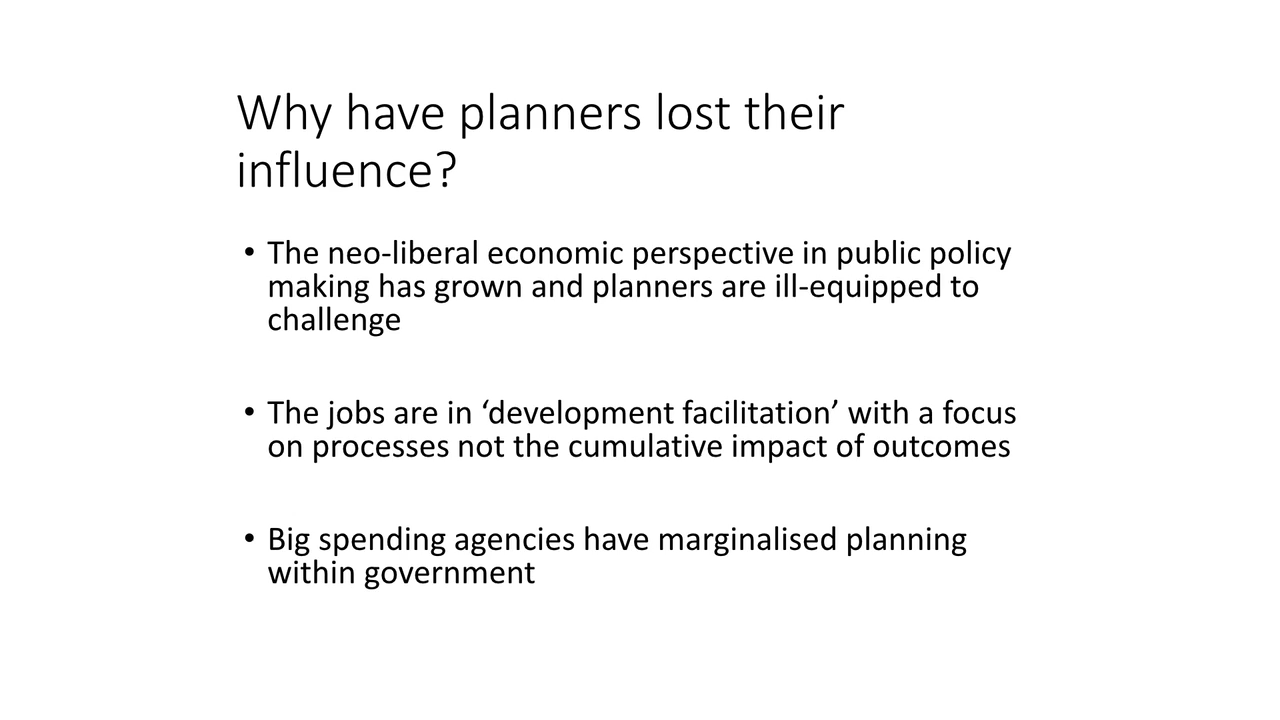 Why have planners lost their
influence?
• The neo-liberal economic perspective in public policy
making has grown and planners are ill-equipped to
challenge
• The jobs are in ‘development facilitation’ with a focus
on processes not the cumulative impact of outcomes
• Big spending agencies have marginalised planning
within government